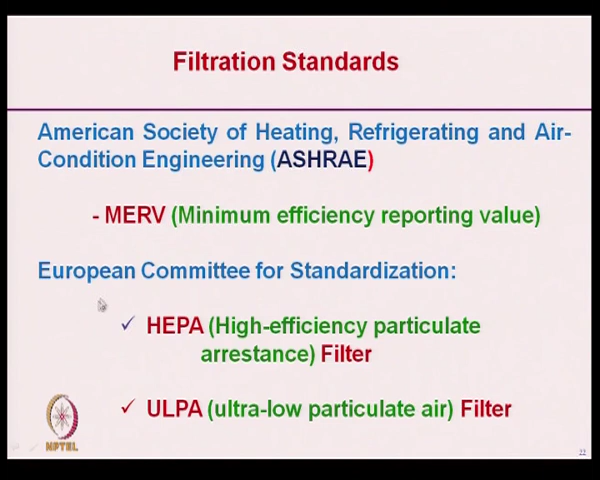 Filtration Standards
American Society of Heating, Refrigerating and Air-
Condition Engineering (ASHRAE)
- MERV (Minimum efficiency reporting value)
European Committee for Standardization:
HEPA (High-efficiency particulate
arrestance) Filter
ULPA (ultra-low particulate air) Filter
NPTEL
22